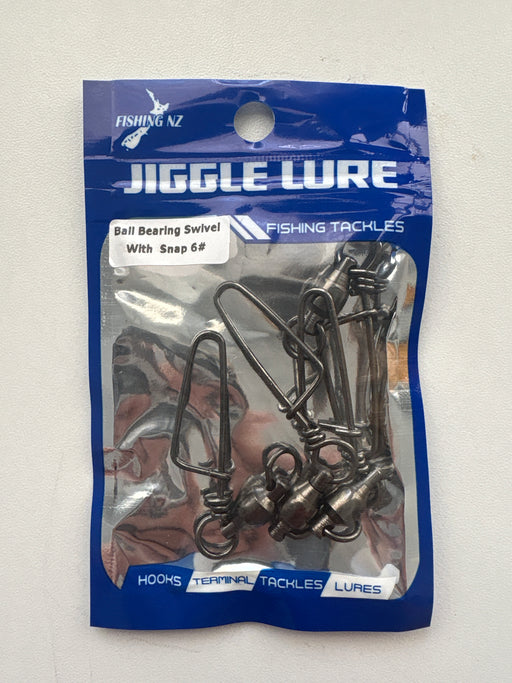 FISHING NZ
JIGGLE LURE
Ball Bearing Swivel
With Snap 6#
FISHING TACKLES
HOOKS TERMINAL TACKLES LURES